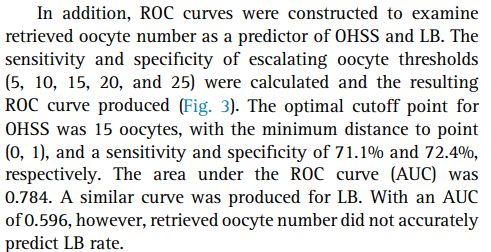 In addition, ROC curves were constructed to examine
retrieved oocyte number as a predictor of OHSS and LB. The
sensitivity and specificity of escalating oocyte thresholds
(5, 10, 15, 20, and 25) were calculated and the resulting
ROC curve produced (Fig. 3). The optimal cutoff point for
OHSS was 15 oocytes, with the minimum distance to point
(0, 1), and a sensitivity and specificity of 71.1% and 72.4%,
respectively. The area under the ROC curve (AUC) was
0.784. A similar curve was produced for LB. With an AUC
of 0.596, however, retrieved oocyte number did not accurately
predict LB rate.